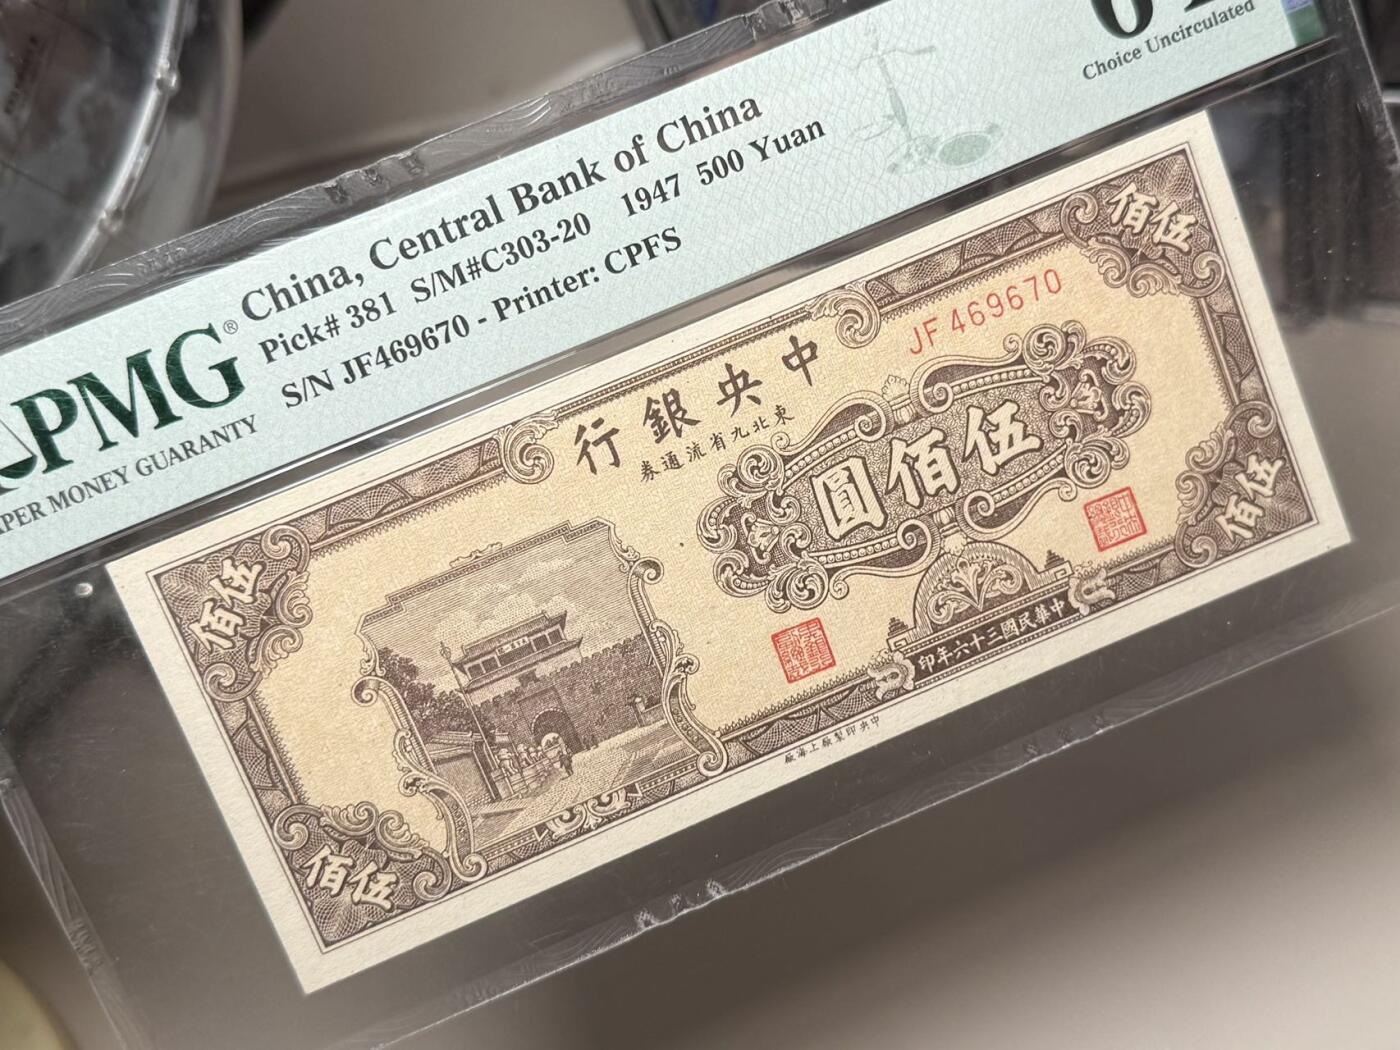 Choice Uncirculated
China, Central Bank of China
Pick# 381 S/M#C303-20 1947 500 Yuan
S/N JF469670 - Printer: CPFS
PMG®
PAPER MONEY GUARANTY
伍佰
JF469670
行銀央中
券通流省九北東
圓佰伍
伍佰
佰伍
印年六十三國民華中
廠海上廠製印央中
佰伍